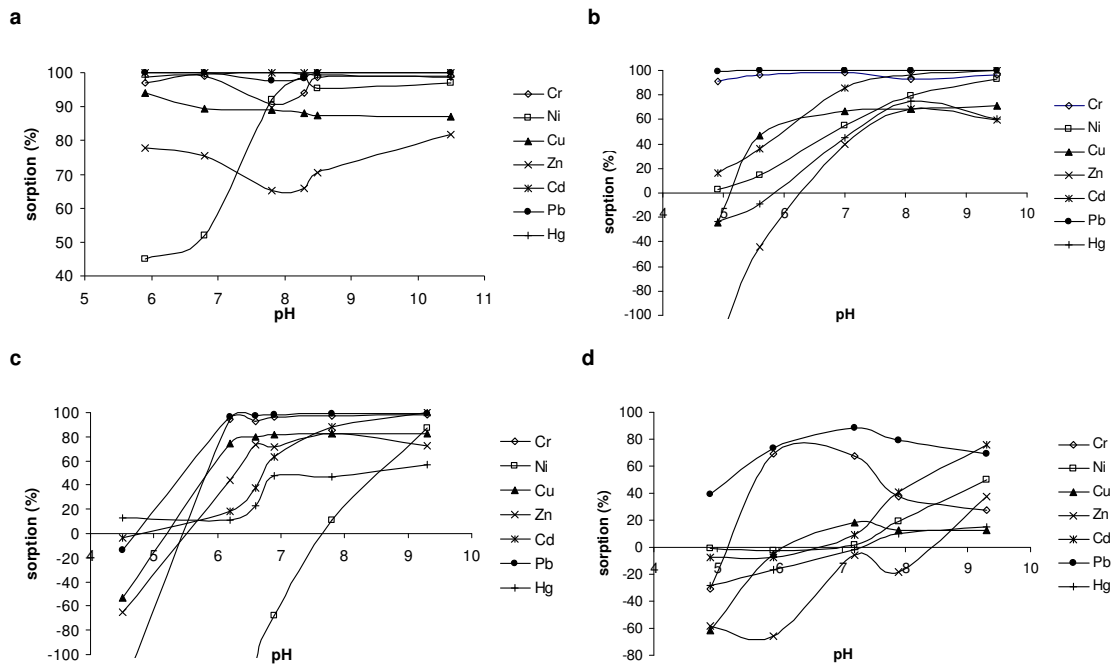 a
100
90
80
70
60
50
40
5 6 7 8 9 10 11
sorption (%)
pH
Cr
Ni
Cu
Zn
Cd
Pb
Hg
b
100
80
60
40
20
0
-20
-40
-60
-80
-100
4 5 6 7 8 9 10
sorption (%)
pH
Cr
Ni
Cu
Zn
Cd
Pb
Hg
c
100
80
60
40
20
0
-20
-40
-60
-80
-100
4 5 6 7 8 9 10
sorption (%)
pH
Cr
Ni
Cu
Zn
Cd
Pb
Hg
d
100
80
60
40
20
0
-20
-40
-60
-80
4 5 6 7 8 9 10
sorption (%)
pH
Cr
Ni
Cu
Zn
Cd
Pb
Hg